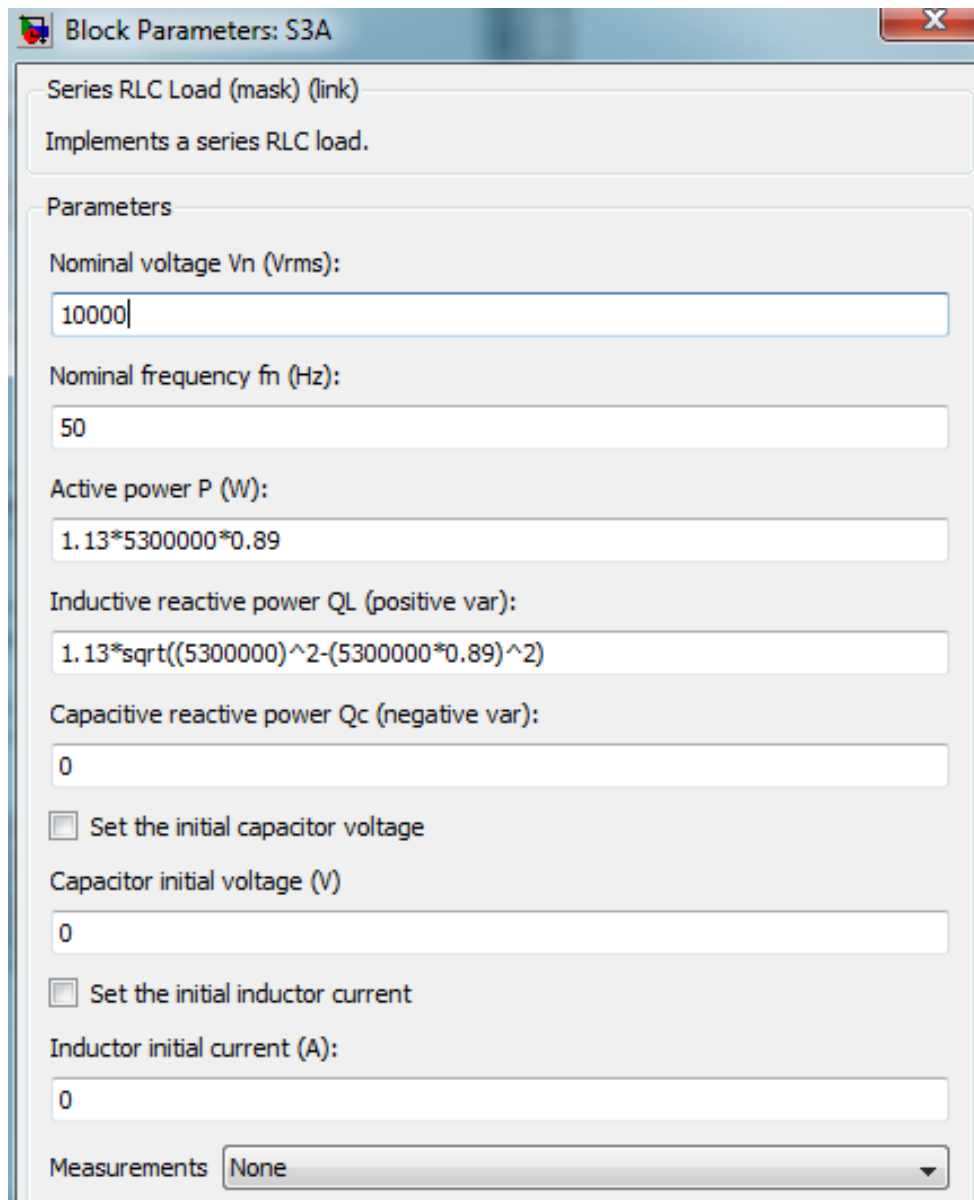 Block Parameters: S3A
Series RLC Load (mask) (link)
Implements a series RLC load.
Parameters
Nominal voltage Vn (Vrms):
10000
Nominal frequency fn (Hz):
50
Active power P (W):
1.13*5300000*0.89
Inductive reactive power QL (positive var):
1.13*sqrt((5300000)^2-(5300000*0.89)^2)
Capacitive reactive power Qc (negative var):
0
Set the initial capacitor voltage
Capacitor initial voltage (V)
0
Set the initial inductor current
Inductor initial current (A):
0
Measurements None